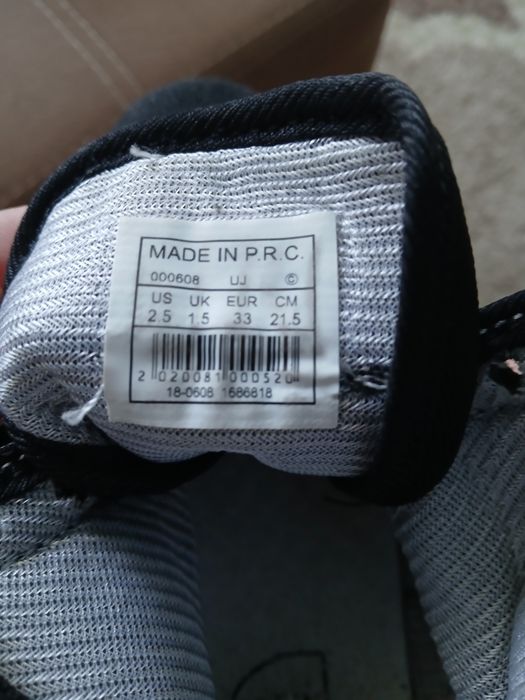 MADE IN P.R.C.
000608 UJ ©
US UK EUR CM
2.5 1.5 33 21.5
2 020081 000520
18-0608 1686818